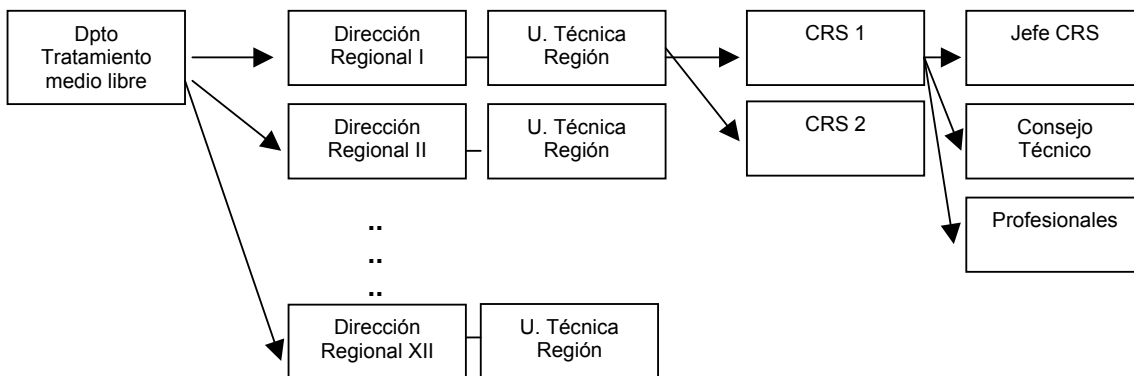 Dpto
Tratamiento
medio libre
Dirección
Regional I
U. Técnica
Región
CRS 1
Jefe CRS
Dirección
Regional II
U. Técnica
Región
CRS 2
Consejo
Técnico
Profesionales
..
..
..
Dirección
Regional XII
U. Técnica
Región